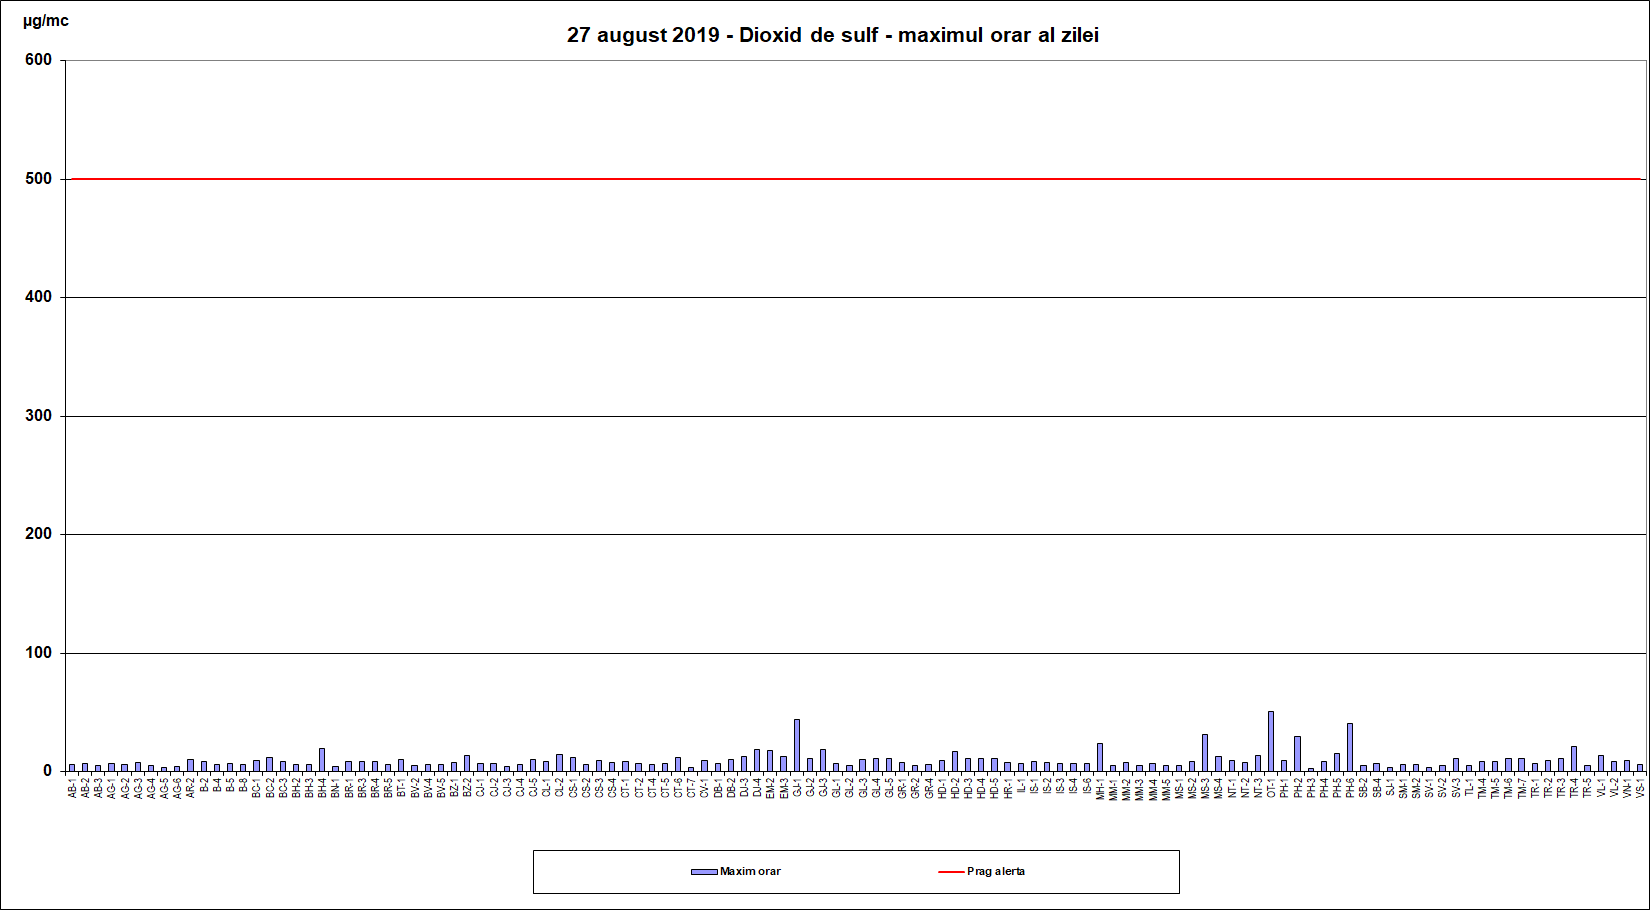 µg/mc
27 august 2019 - Dioxid de sulf - maximul orar al zilei
600
500
400
300
200
100
0
AB-1 AB-2 AB-3 AG-1 AG-2 AG-3 AG-4 AG-5 AG-6 AR-2 B-2 B-4 B-5 B-8 BC-1 BC-2 BC-3 BH-2 BH-3 BH-4 BN-1 BR-1 BR-3 BR-4 BR-5 BT-1 BV-2 BV-4 BV-5 BZ-1 BZ-2 CJ-1 CJ-2 CJ-3 CJ-4 CJ-5 CL-1 CL-2 CS-1 CS-2 CS-3 CS-4 CT-1 CT-2 CT-4 CT-5 CT-6 CT-7 CV-1 DB-1 DB-2 DJ-3 DJ-4 EM-2 EM-3 GJ-1 GJ-2 GJ-3 GL-1 GL-2 GL-3 GL-4 GL-5 GR-1 GR-2 GR-4 HD-1 HD-2 HD-3 HD-4 HD-5 HR-1 IL-1 IS-1 IS-2 IS-3 IS-4 IS-6 MH-1 MM-1 MM-2 MM-3 MM-4 MM-5 MS-1 MS-2 MS-3 MS-4 NT-1 NT-2 NT-3 OT-1 PH-1 PH-2 PH-3 PH-4 PH-5 PH-6 SB-2 SB-4 SJ-1 SM-1 SM-2 SV-1 SV-2 SV-3 TL-1 TM-4 TM-5 TM-6 TM-7 TR-1 TR-2 TR-3 TR-4 TR-5 VL-1 VL-2 VN-1 VS-1
Maxim orar
Prag alerta